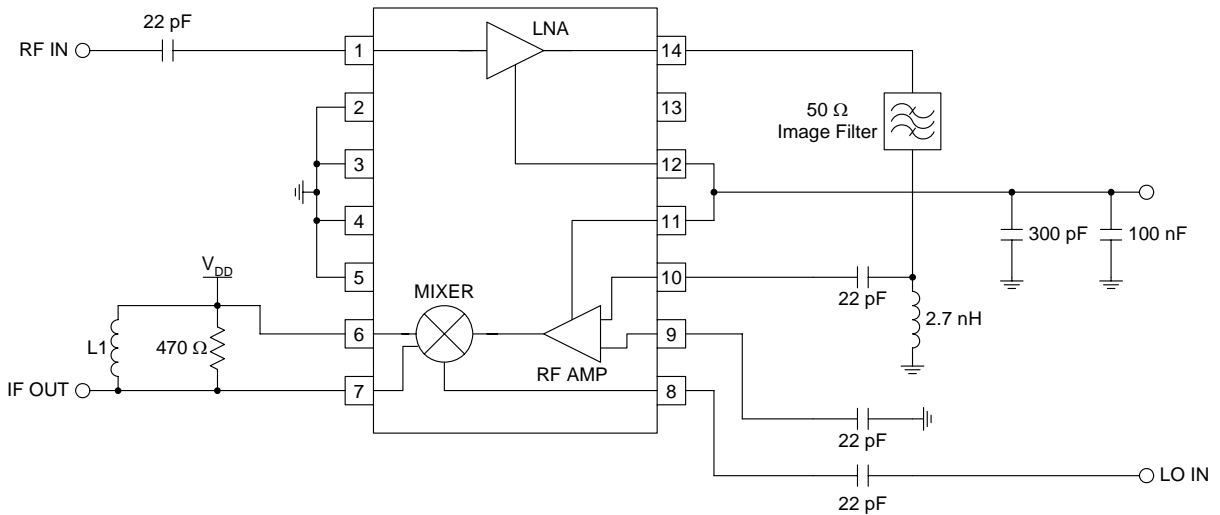 22 pF
RF IN
LNA
1
14
2
13
50 Ω
Image Filter
3
12
4
11
300 pF
100 nF
V_DD
5
10
22 pF
MIXER
2.7 nH
L1
470 Ω
6
9
RF AMP
IF OUT
7
8
22 pF
22 pF
LO IN